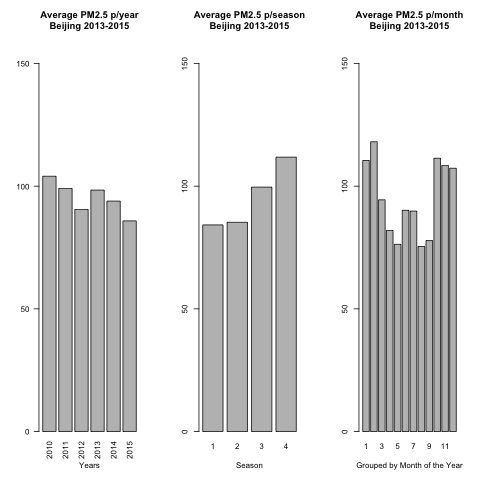 Average PM2.5 p/year
Beijing 2013-2015
150
100
50
0
2010 2011 2012 2013 2014 2015
Years
Average PM2.5 p/season
Beijing 2013-2015
150
100
50
0
1 2 3 4
Season
Average PM2.5 p/month
Beijing 2013-2015
150
100
50
0
1 3 5 7 9 11
Grouped by Month of the Year